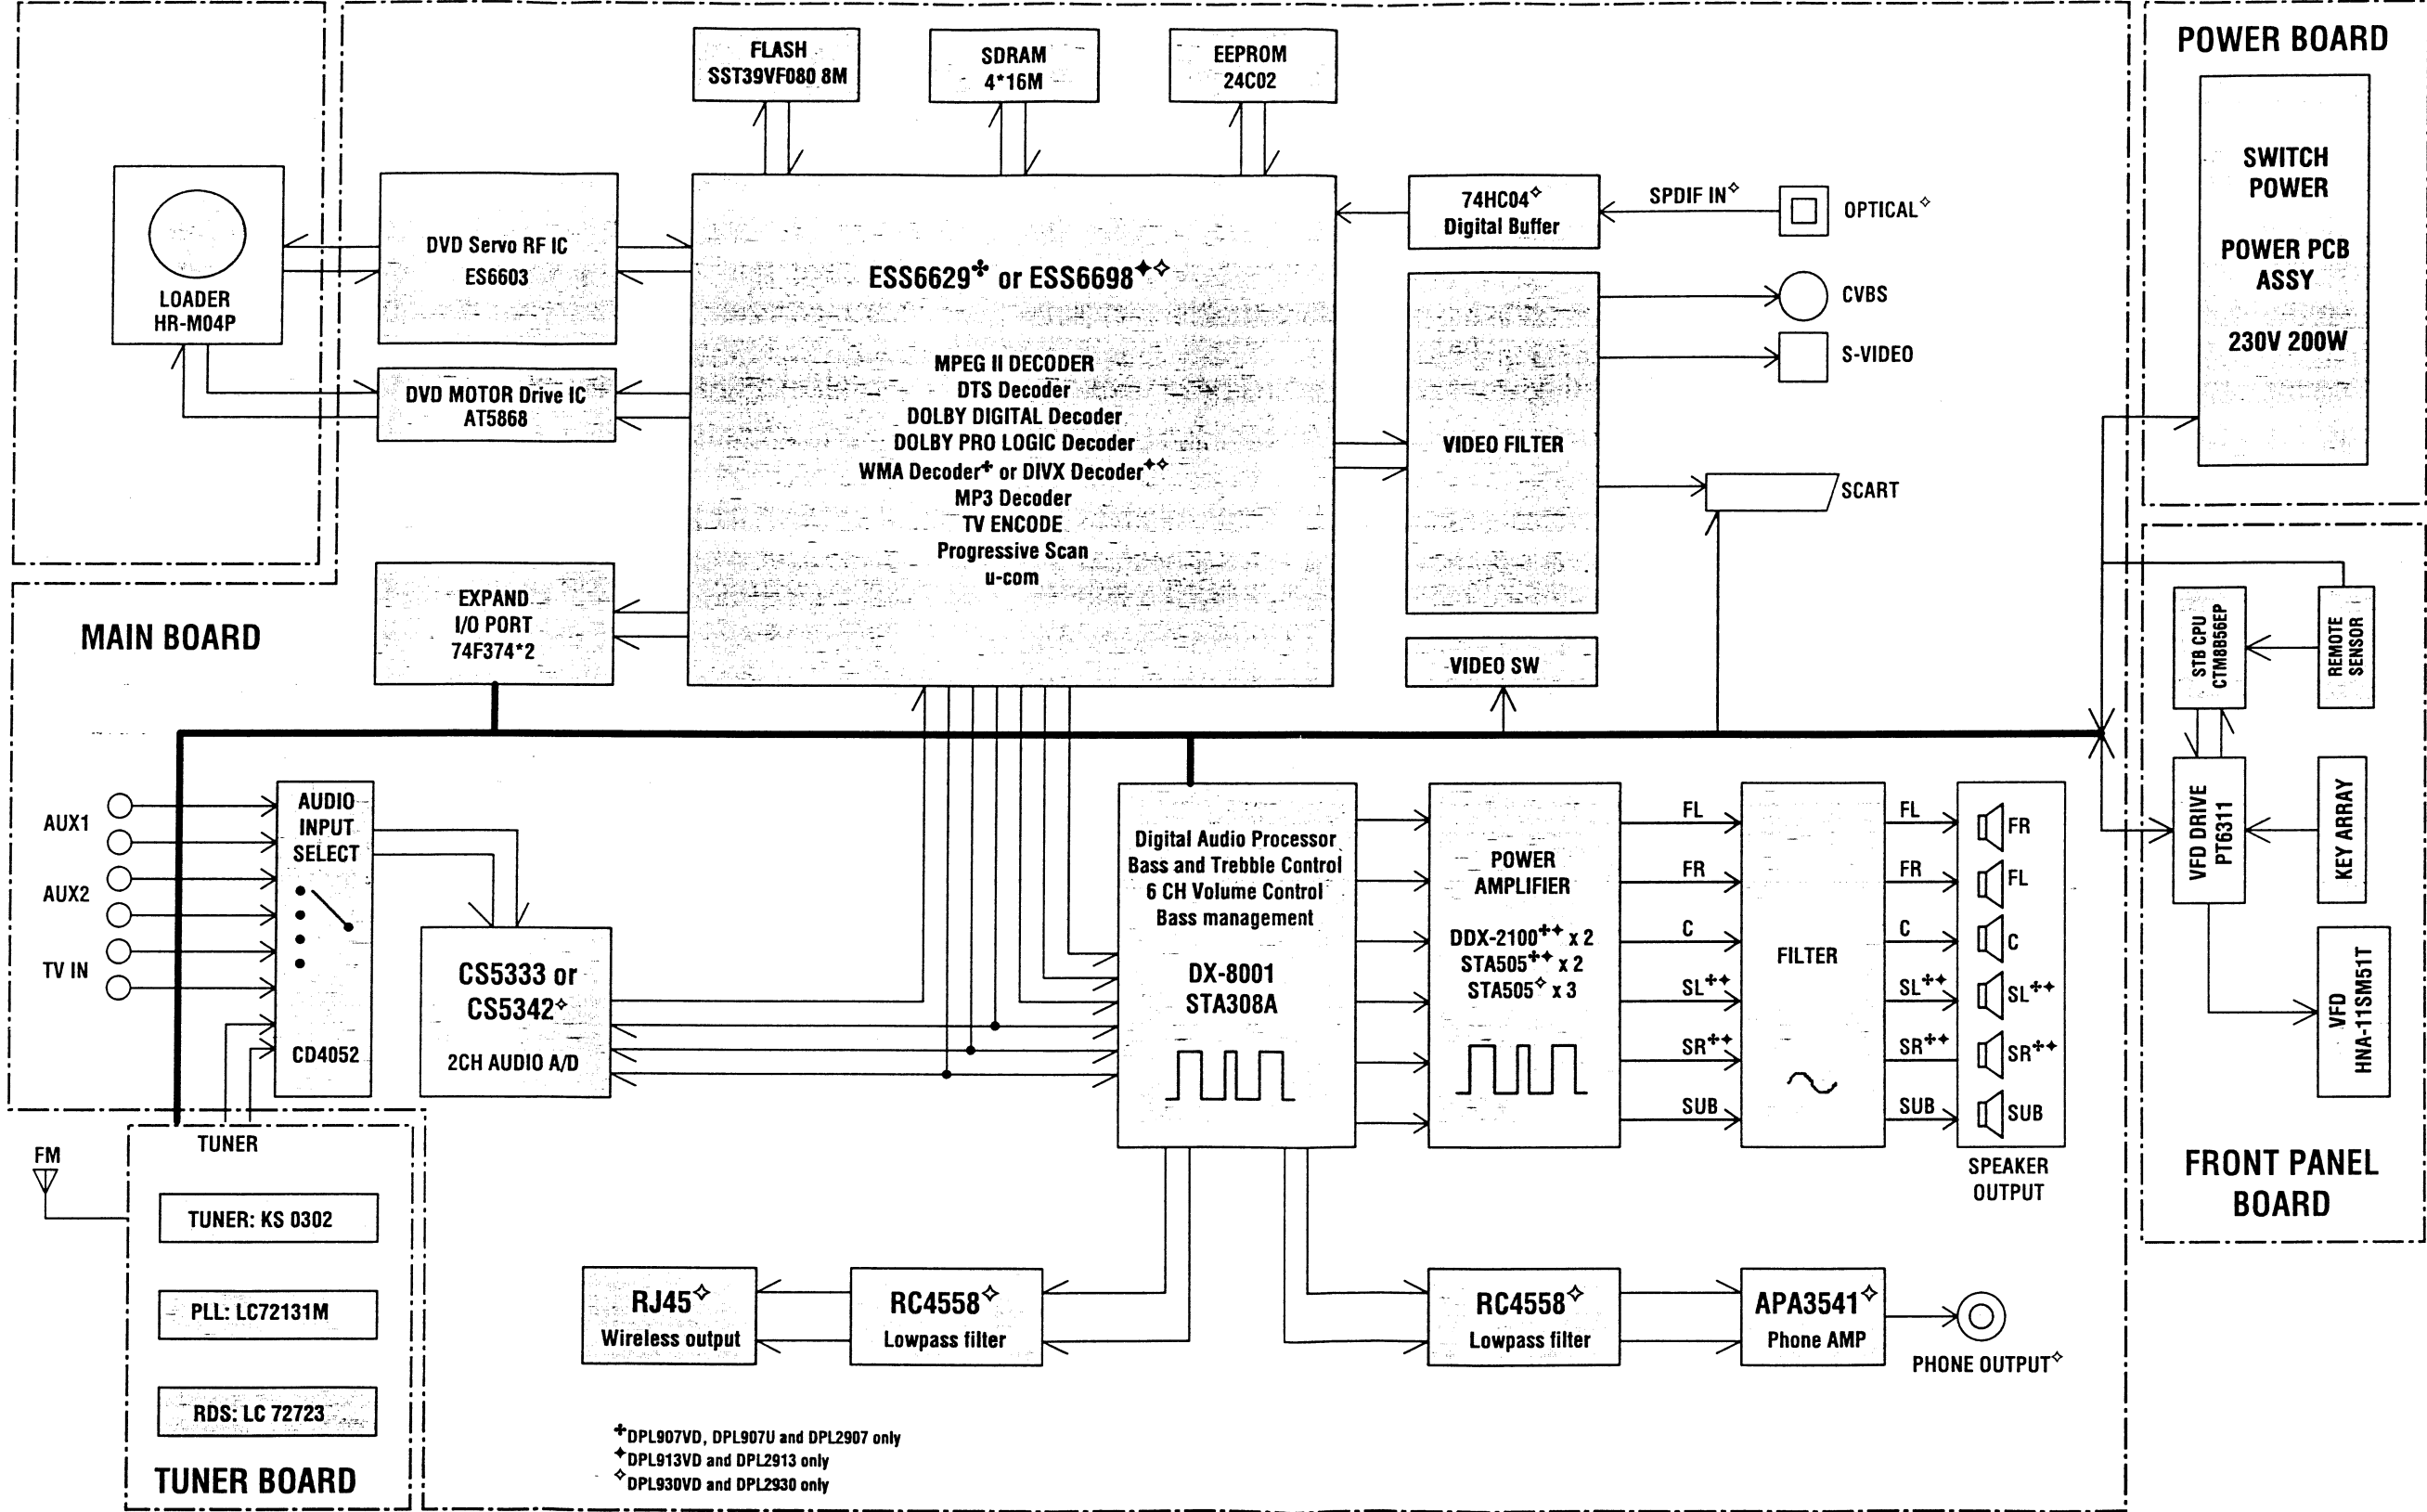 FLASH
SST39VF080 8M
SDRAM
4*16M
EEPROM
24C02
POWER BOARD
SWITCH
POWER
POWER PCB
ASSY
230V 200W
LOADER
HR-M04P
DVD Servo RF IC
ES6603
DVD MOTOR Drive IC
AT5868
ESS6629✤ or ESS6698✦✧
MPEG II DECODER
DTS Decoder
DOLBY DIGITAL Decoder
DOLBY PRO LOGIC Decoder
WMA Decoder✤ or DIVX Decoder✦✧
MP3 Decoder
TV ENCODE
Progressive Scan
u-com
74HC04✧
Digital Buffer
SPDIF IN✧
OPTICAL✧
CVBS
S-VIDEO
VIDEO FILTER
SCART
VIDEO SW
EXPAND
I/O PORT
74F374*2
MAIN BOARD
STB CPU
CTM8B56EP
REMOTE
SENSOR
VFD DRIVE
PT6311
KEY ARRAY
VFD
HNA-11SM51T
FRONT PANEL
BOARD
AUX1
AUX2
TV IN
AUDIO
INPUT
SELECT
CD4052
CS5333 or
CS5342✧
2CH AUDIO A/D
Digital Audio Processor
Bass and Trebble Control
6 CH Volume Control
Bass management
DX-8001
STA308A
POWER
AMPLIFIER
DDX-2100✤✦ x 2
STA505✤✦ x 2
STA505✧ x 3
FL
FR
C
SL✤✦
SR✤✦
SUB
FILTER
FL
FR
C
SL✤✦
SR✤✦
SUB
FR
FL
C
SL✤✦
SR✤✦
SUB
SPEAKER
OUTPUT
FM
TUNER
TUNER: KS 0302
PLL: LC72131M
RDS: LC 72723
TUNER BOARD
RJ45✧
Wireless output
RC4558✧
Lowpass filter
RC4558✧
Lowpass filter
APA3541✧
Phone AMP
PHONE OUTPUT✧
✤DPL907VD, DPL907U and DPL2907 only
✦DPL913VD and DPL2913 only
✧DPL930VD and DPL2930 only